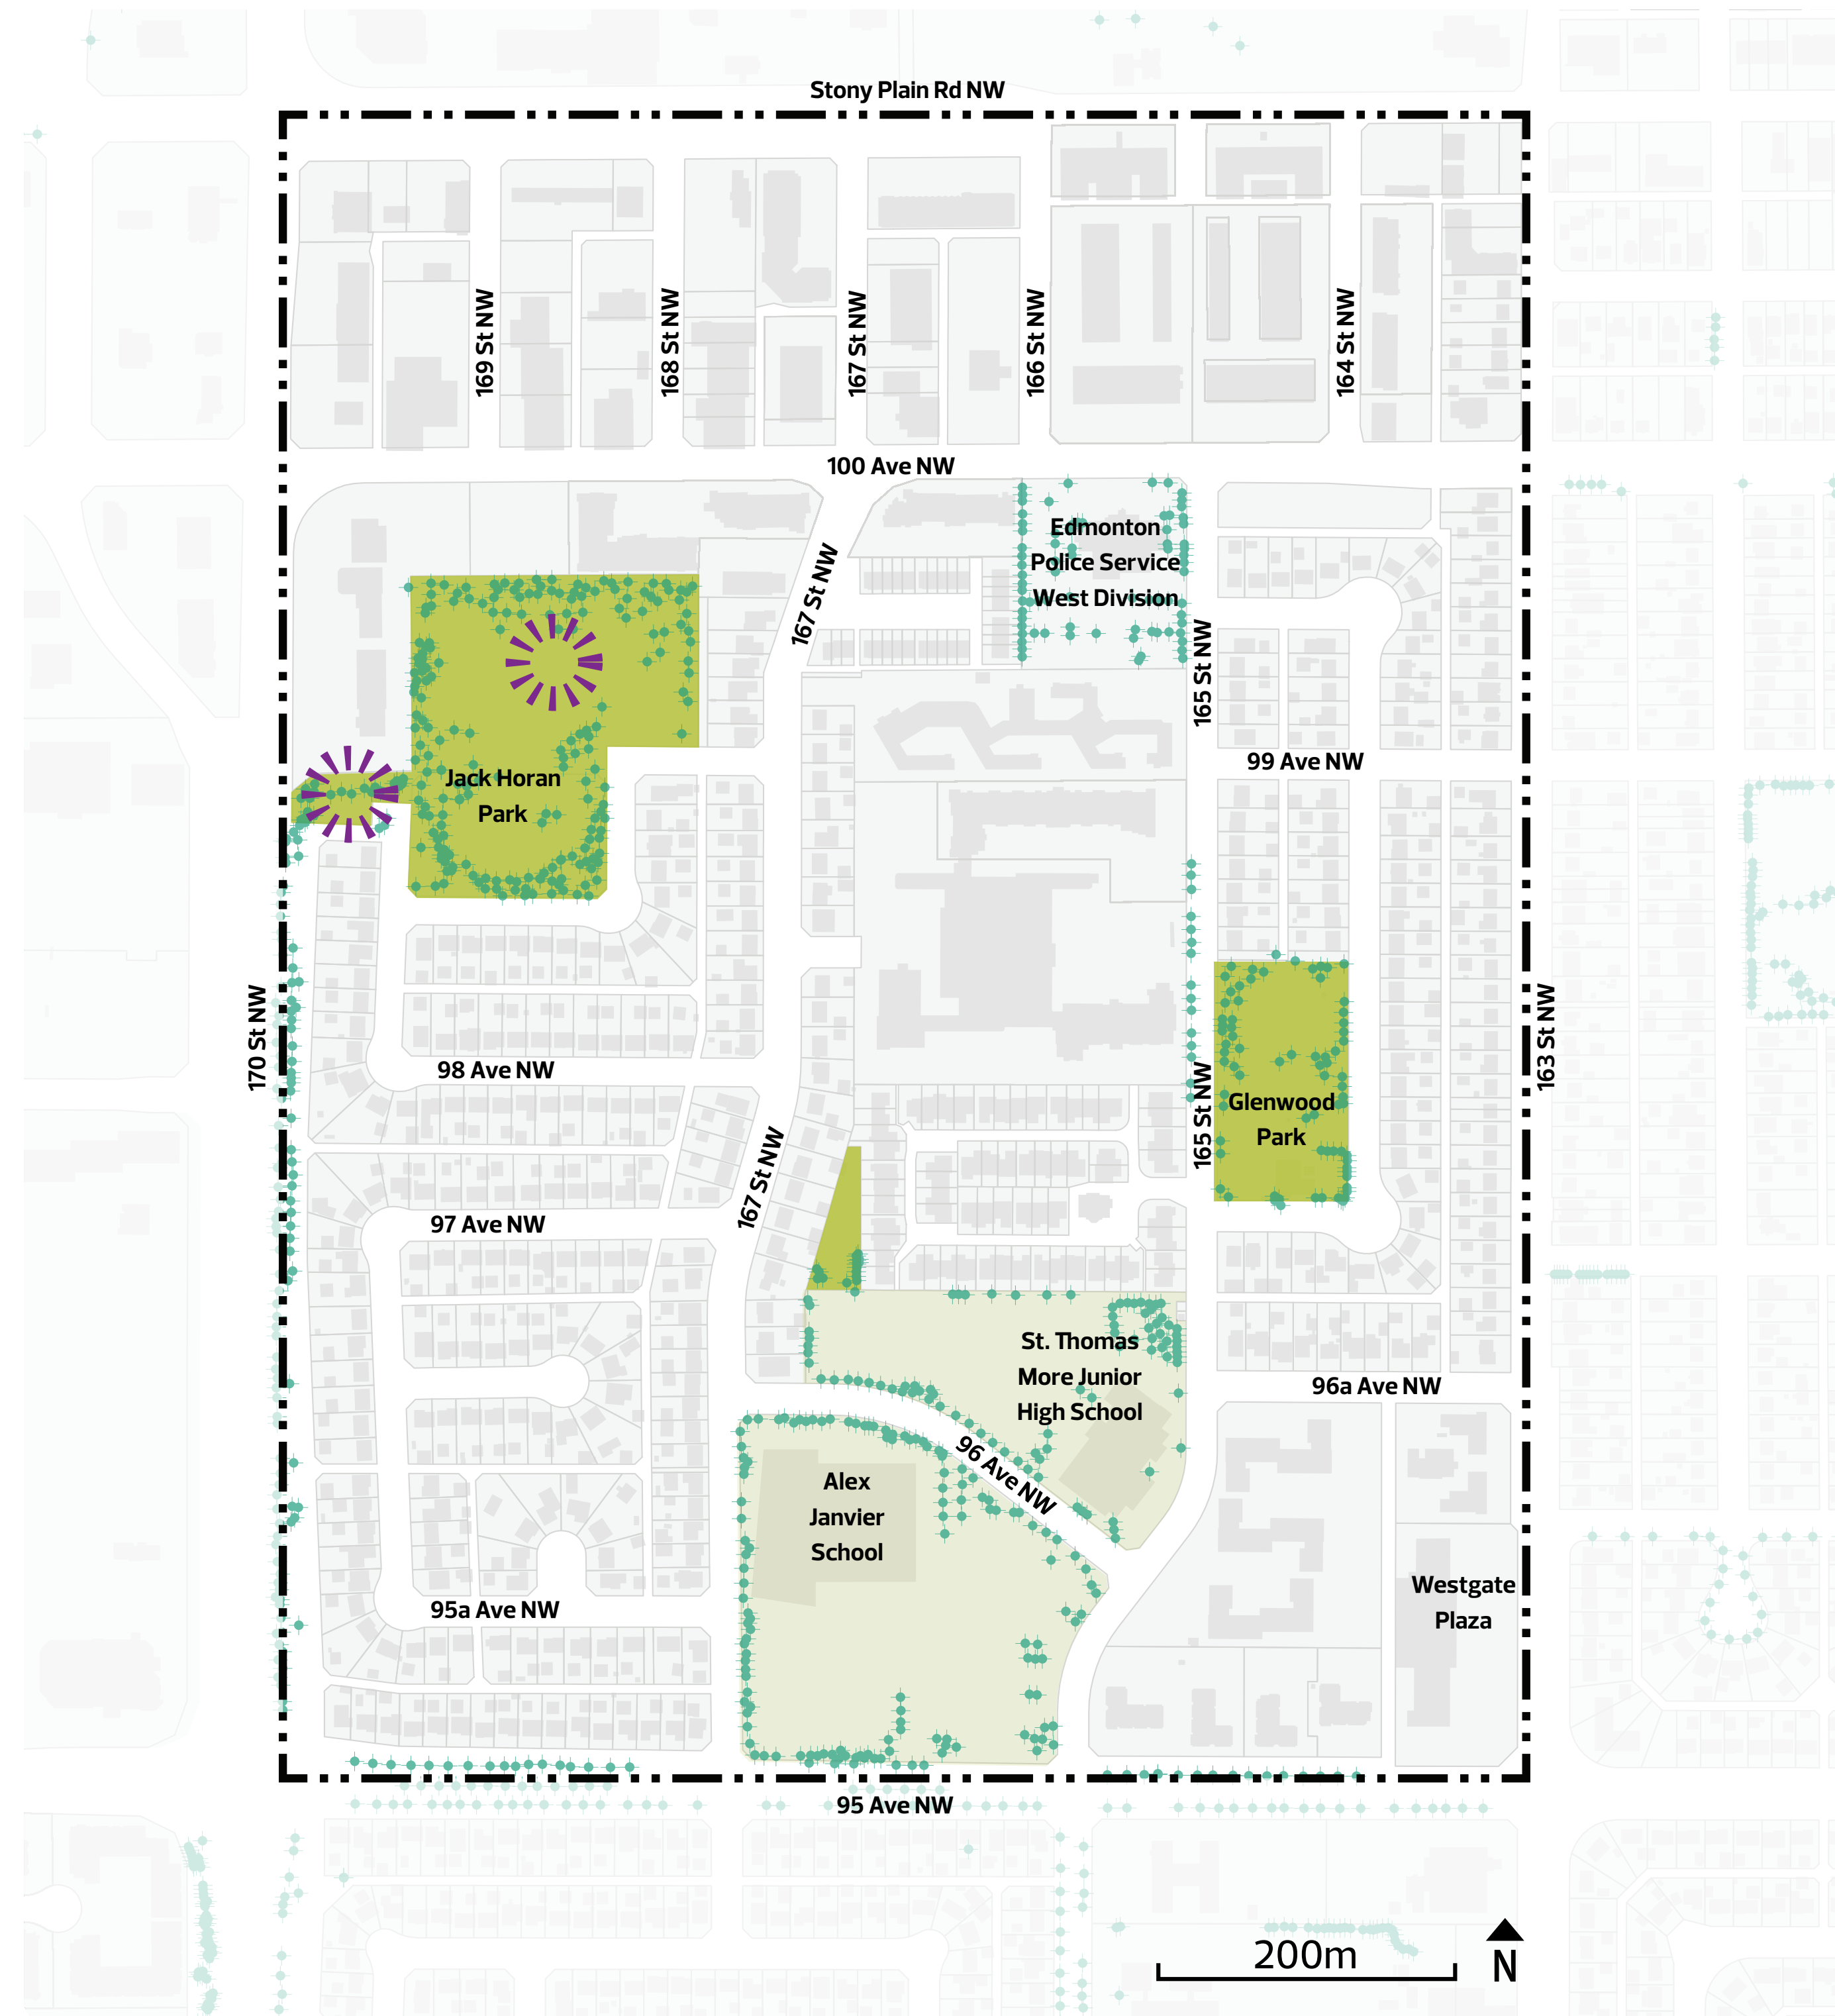 Stony Plain Rd NW
169 St NW
168 St NW
167 St NW
166 St NW
164 St NW
100 Ave NW
Edmonton
Police Service
West Division
167 St NW
165 St NW
99 Ave NW
Jack Horan
Park
170 St NW
163 St NW
98 Ave NW
165 St NW
Glenwood
Park
167 St NW
97 Ave NW
St. Thomas
More Junior
High School
96a Ave NW
96 Ave NW
Alex
Janvier
School
Westgate
Plaza
95a Ave NW
95 Ave NW
200m
N